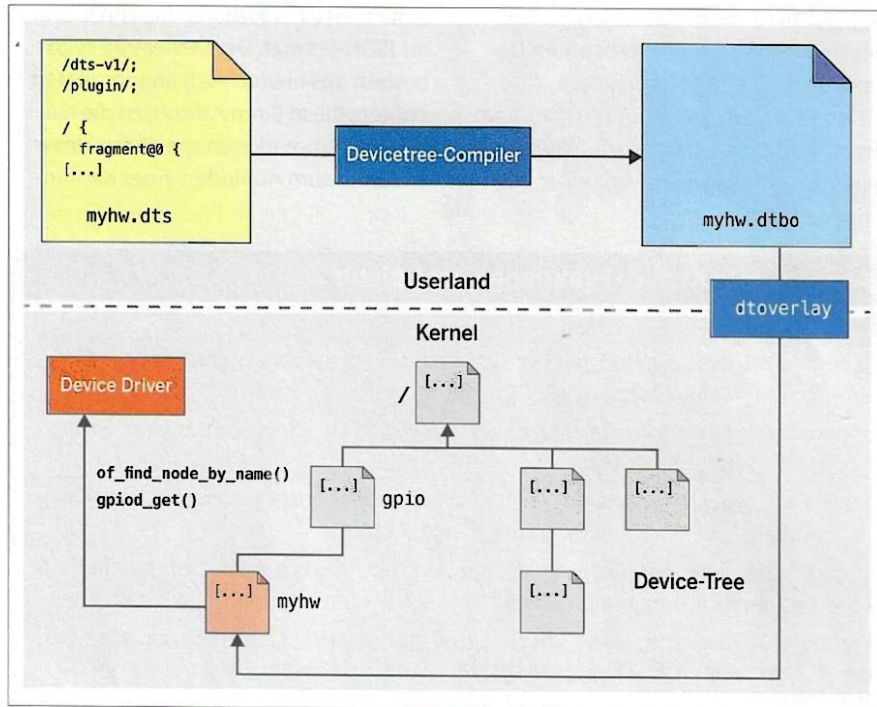 /dts-v1/;
/plugin/;
/ {
fragment@0 {
[...]
myhw.dts
Devicetree-Compiler
myhw.dtbo
Userland
dtoverlay
Kernel
Device Driver
/
[...]
of_find_node_by_name()
gpiod_get()
[...]
gpio
[...]
[...]
[...]
myhw
[...]
Device-Tree